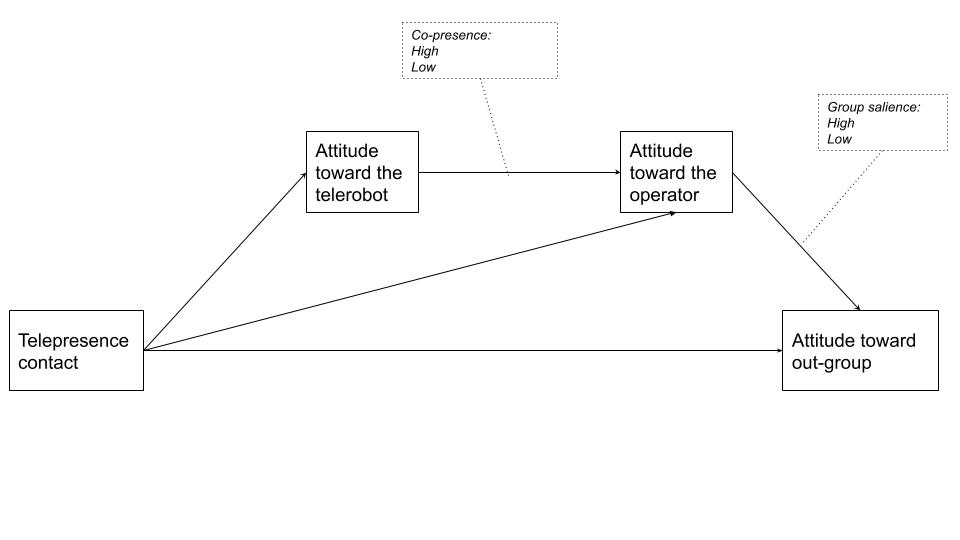 Co-presence:
High
Low
Group salience:
High
Low
Attitude
toward the
telerobot
Attitude
toward the
operator
Telepresence
contact
Attitude toward
out-group